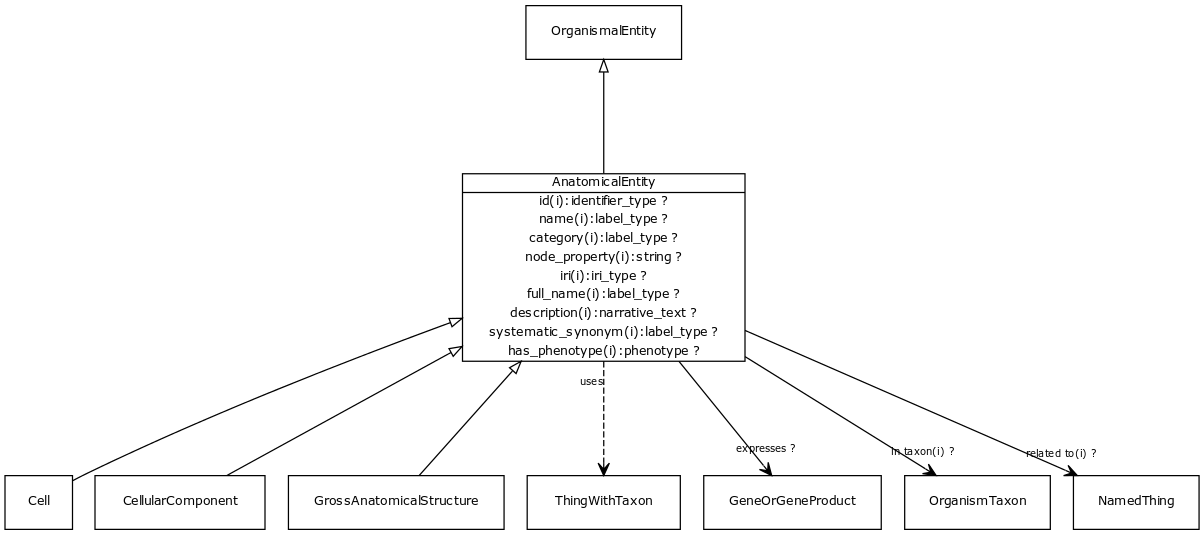 OrganismalEntity
AnatomicalEntity
id(i):identifier_type ?
name(i):label_type ?
category(i):label_type ?
node_property(i):string ?
iri(i):iri_type ?
full_name(i):label_type ?
description(i):narrative_text ?
systematic_synonym(i):label_type ?
has_phenotype(i):phenotype ?
uses
expresses ?
in taxon(i) ?
related to(i) ?
Cell
CellularComponent
GrossAnatomicalStructure
ThingWithTaxon
GeneOrGeneProduct
OrganismTaxon
NamedThing